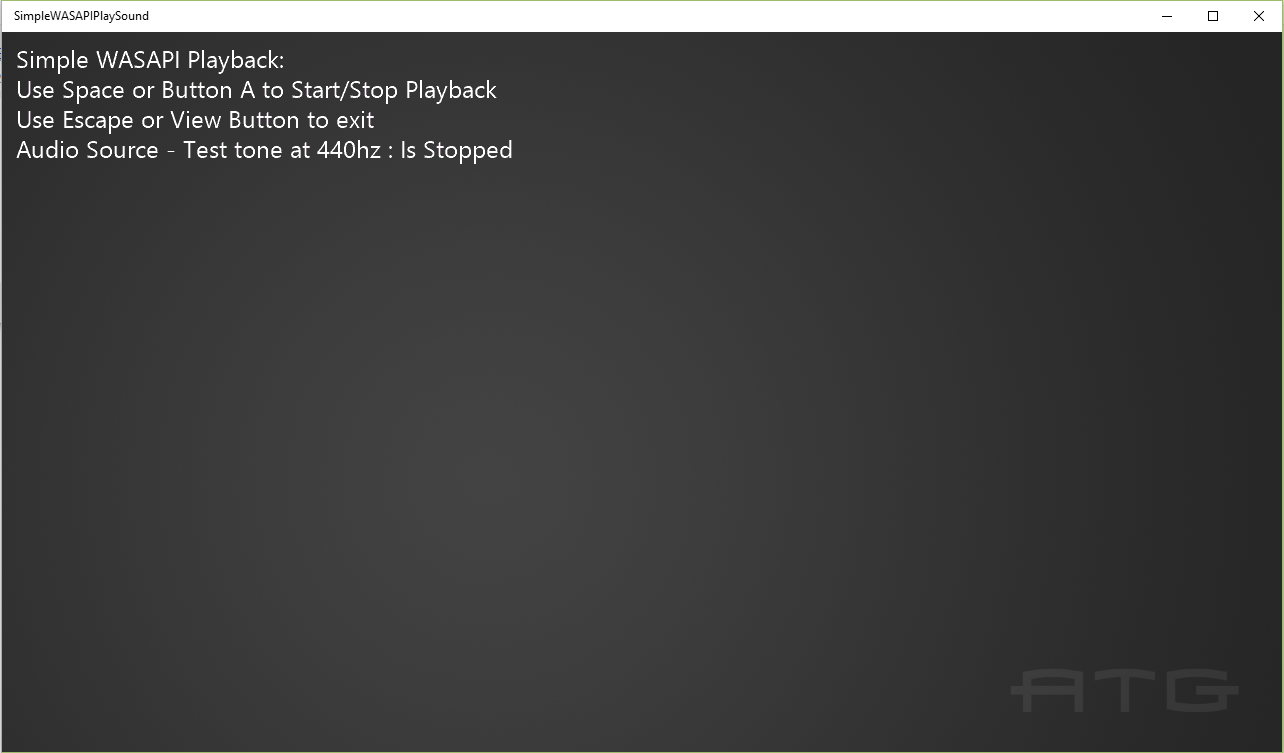 SimpleWASAPIPlaySound
Simple WASAPI Playback:
Use Space or Button A to Start/Stop Playback
Use Escape or View Button to exit
Audio Source - Test tone at 440hz : Is Stopped
ATG